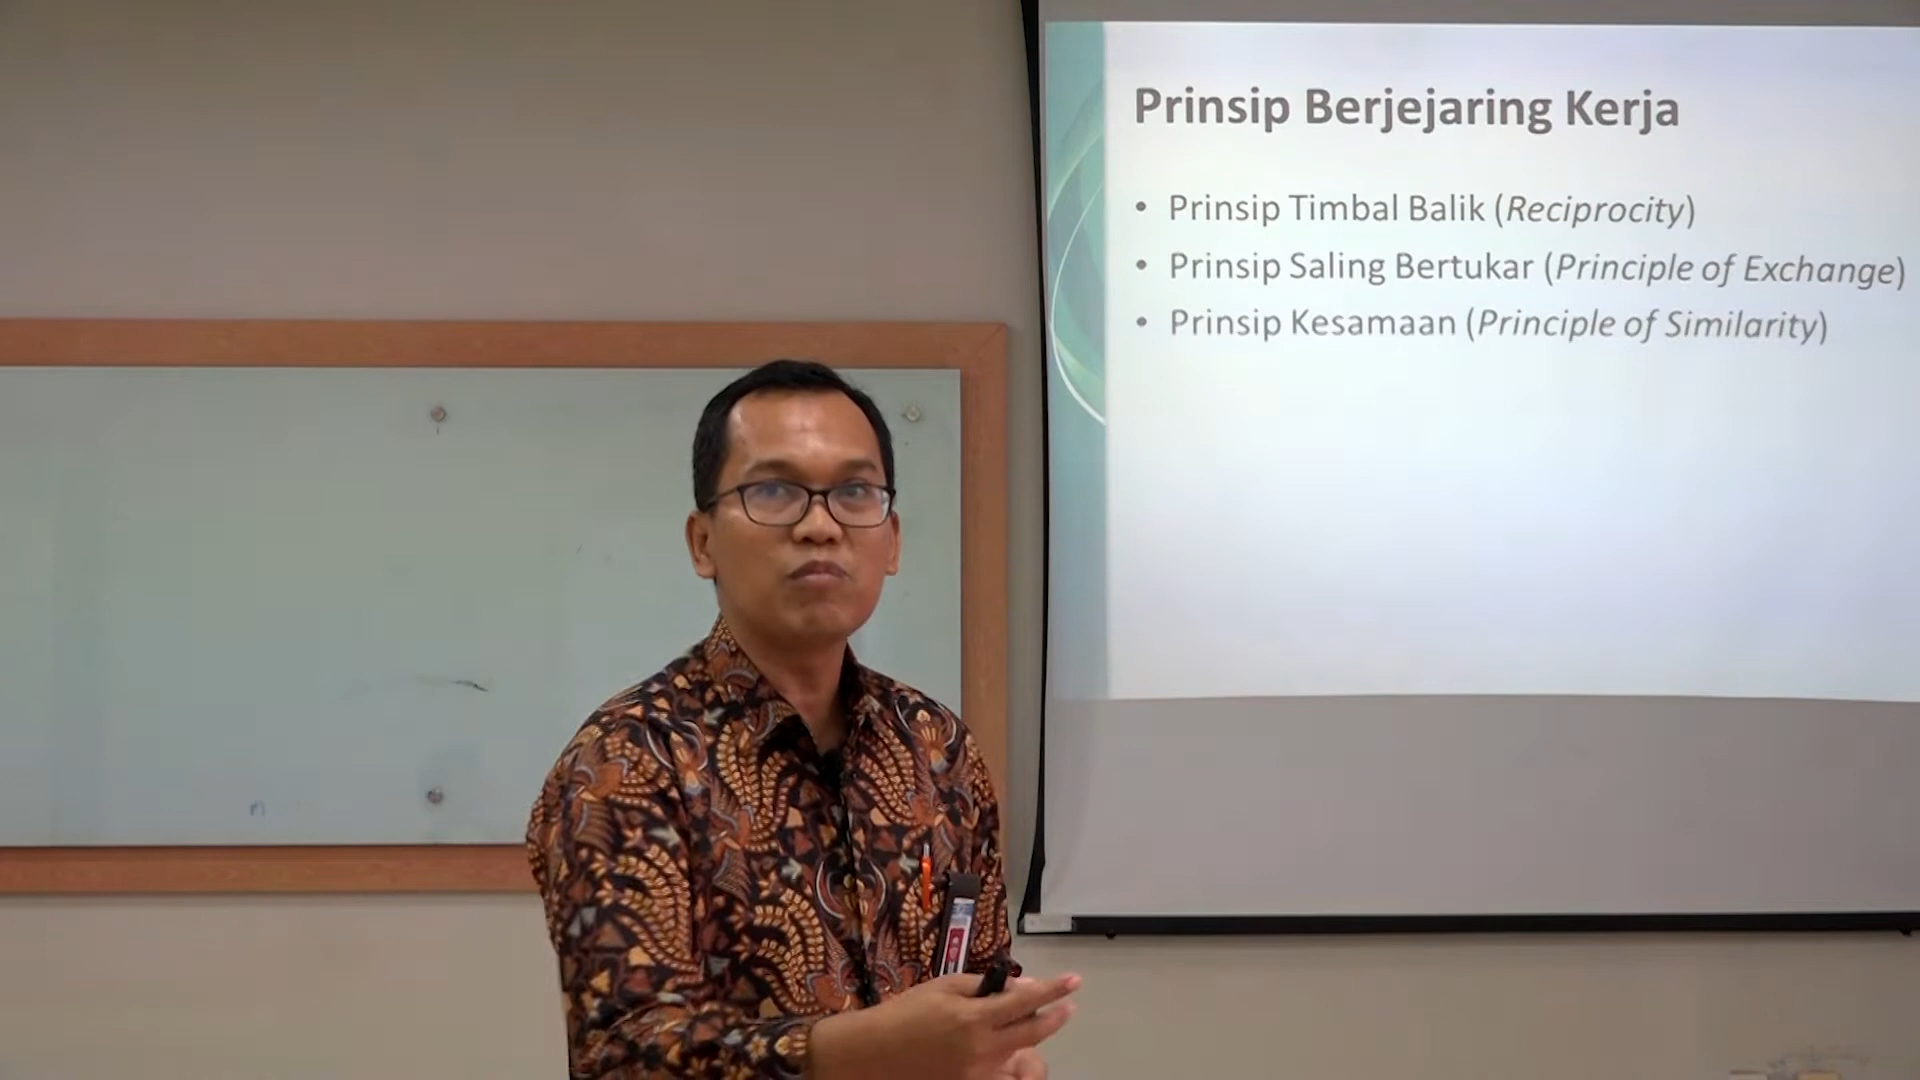 Prinsip Berjejaring Kerja
• Prinsip Timbal Balik (Reciprocity)
• Prinsip Saling Bertukar (Principle of Exchange)
• Prinsip Kesamaan (Principle of Similarity)
n